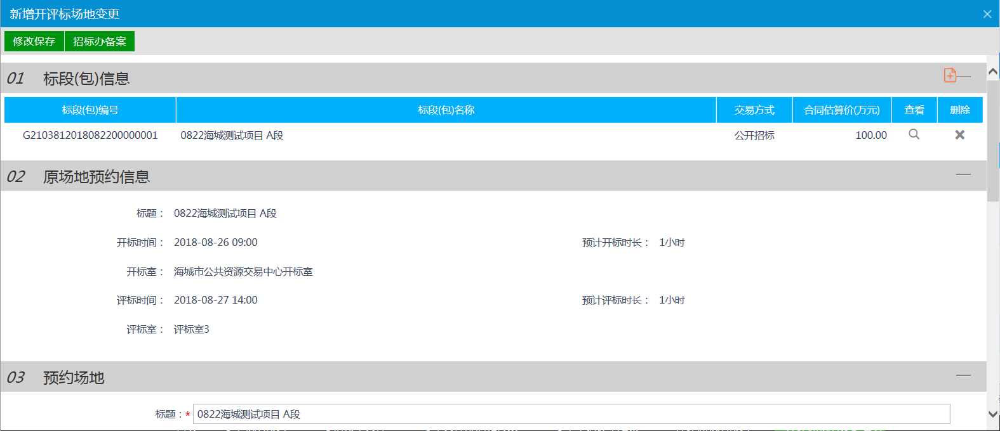 新增开评标场地变更
修改保存 招标办备案
01 标段(包)信息
标段(包)编号 标段(包)名称 交易方式 合同估算价(万元) 查看 删除
G2103812018082200000001 0822海城测试项目 A段 公开招标 100.00
02 原场地预约信息
标题： 0822海城测试项目 A段
开标时间： 2018-08-26 09:00 预计开标时长： 1小时
开标室： 海城市公共资源交易中心开标室
评标时间： 2018-08-27 14:00 预计评标时长： 1小时
评标室： 评标室3
03 预约场地
标题：* 0822海城测试项目 A段